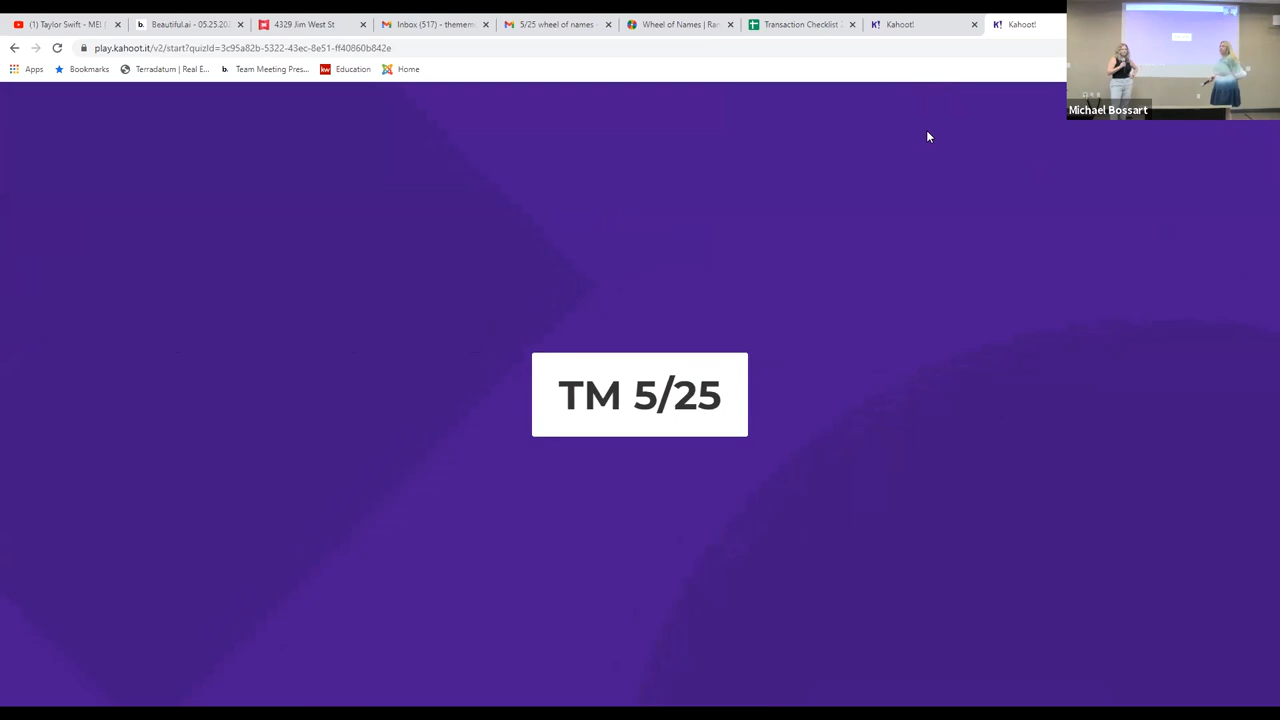 (1) Taylor Swift - ME!
Beautiful.ai - 05.25.20
4329 Jim West St
Inbox (517) - themem
5/25 wheel of names
Wheel of Names | Ran
Transaction Checklist
Kahoot!
Kahoot!
play.kahoot.it/v2/start?quizId=3c95a82b-5322-43ec-8e51-ff40860b842e
Apps
Bookmarks
Terradatum | Real E...
b. Team Meeting Pres...
kw Education
Home
Michael Bossart
TM 5/25